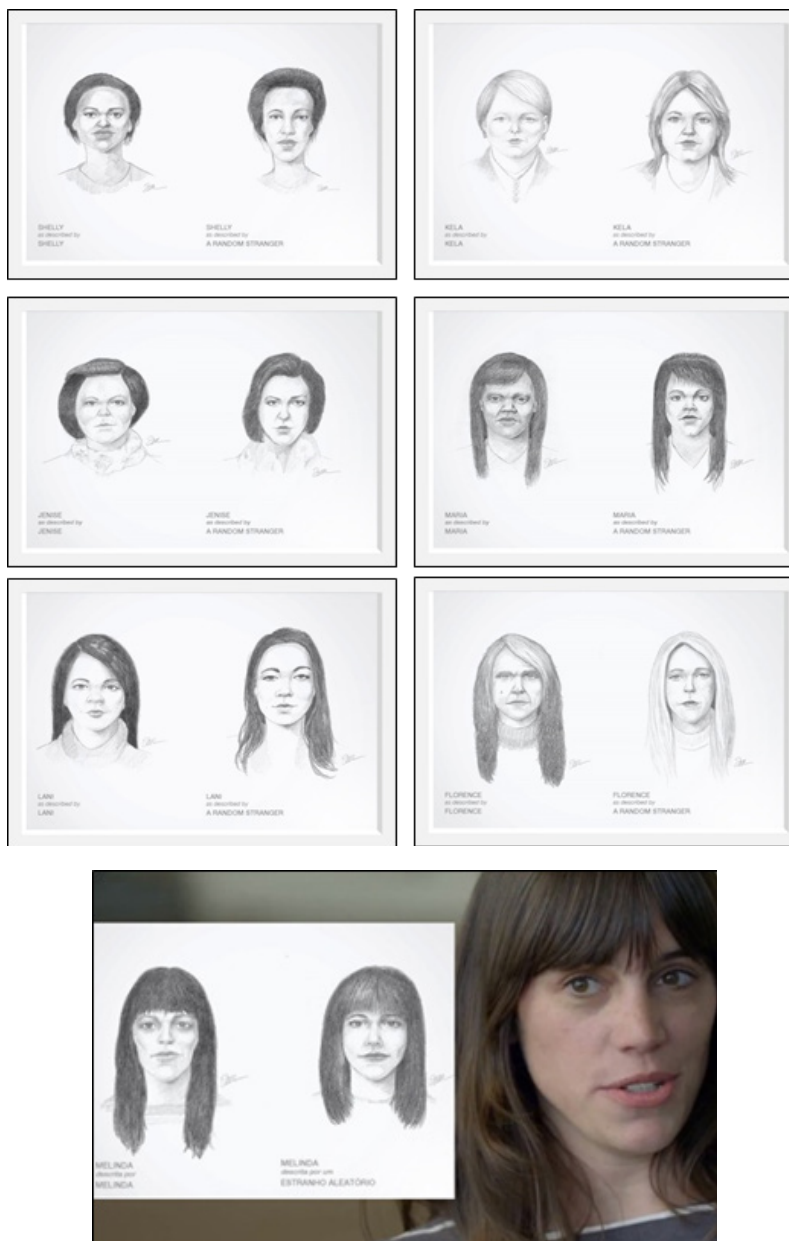 SHELLY
as described by
SHELLY
SHELLY
as described by
A RANDOM STRANGER
KELA
as described by
KELA
KELA
as described by
A RANDOM STRANGER
JENISE
as described by
JENISE
JENISE
as described by
A RANDOM STRANGER
MARIA
as described by
MARIA
MARIA
as described by
A RANDOM STRANGER
LANI
as described by
LANI
LANI
as described by
A RANDOM STRANGER
FLORENCE
as described by
FLORENCE
FLORENCE
as described by
A RANDOM STRANGER
MELINDA
descrita por
MELINDA
MELINDA
descrita por um
ESTRANHO ALEATÓRIO